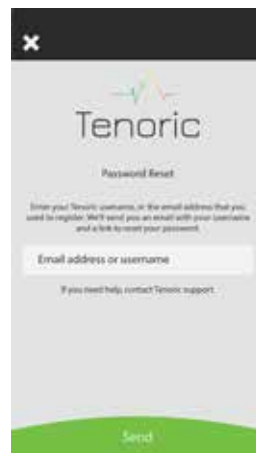 Tenoric
Password Reset
Enter your Tenoric username, or the email address that you
used to register. We'll send you an email with your username
and a link to reset your password.
Email address or username
If you need help, contact Tenoric support.
Send